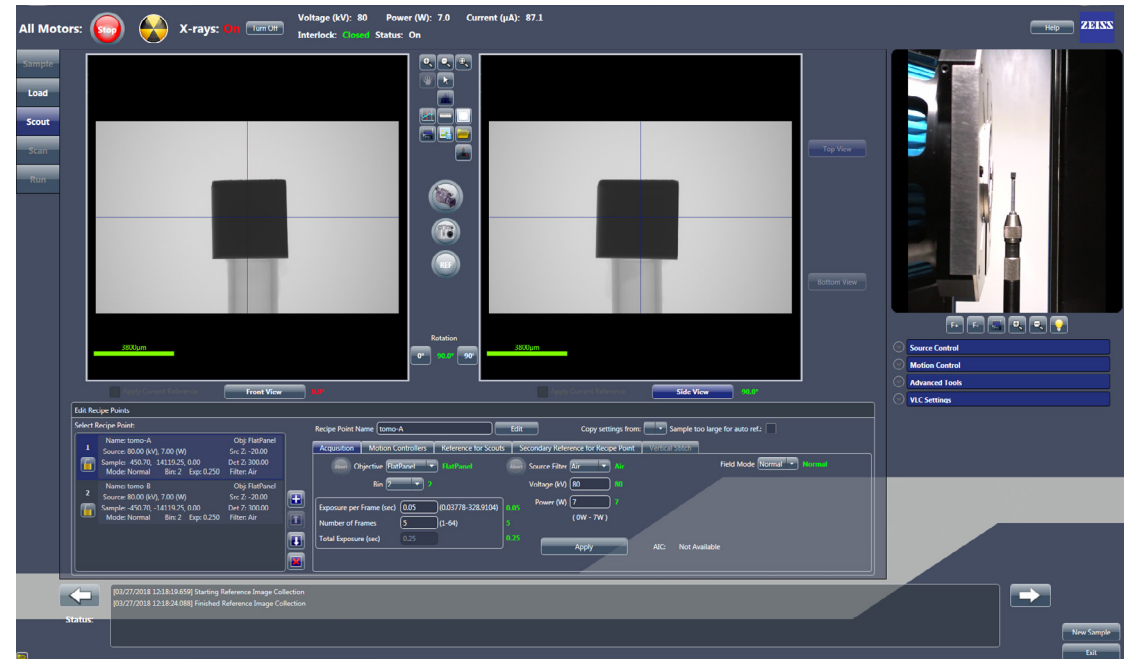 All Motors:
Stop
X-rays: On
Turn Off
Voltage (kV): 80 Power (W): 7.0 Current (μA): 87.1
Interlock: Closed Status: On
Help
ZEISS
Sample
Load
Scout
Scan
Run
Top View
Bottom View
REF
Rotation
0° 90.0° 90°
3800μm
3800μm
F+ F-
Apply Current Reference
Front View
0.0°
Apply Current Reference
Side View
90.0°
Source Control
Motion Control
Advanced Tools
VLC Settings
Edit Recipe Points
Select Recipe Point:
1
Name: tomo-A Obj: FlatPanel
Source: 80.00 (kV), 7.00 (W) Src Z: -20.00
Sample: 450.70, 14119.25, 0.00 Det Z: 300.00
Mode: Normal Bin: 2 Exp: 0.250 Filter: Air
2
Name: tomo-B Obj: FlatPanel
Source: 80.00 (kV), 7.00 (W) Src Z: -20.00
Sample: -450.70, -14119.25, 0.00 Det Z: 300.00
Mode: Normal Bin: 2 Exp: 0.250 Filter: Air
Recipe Point Name tomo-A Edit Copy settings from: Sample too large for auto ref.:
Acquisition Motion Controllers Reference for Scouts Secondary Reference for Recipe Point Vertical Stitch
Objective FlatPanel FlatPanel
Source Filter Air Air
Field Mode Normal Normal
Bin 2 2
Voltage (kV) 80 80
Power (W) 7 7
( 0W - 7W )
Exposure per Frame (sec) 0.05 (0.03778-328.9104) 0.05
Number of Frames 5 (1-64) 5
Total Exposure (sec) 0.25 0.25
Apply
AIC: Not Available
[03/27/2018 12:18:19.659] Starting Reference Image Collection
[03/27/2018 12:18:24.088] Finished Reference Image Collection
Status:
New Sample
Exit